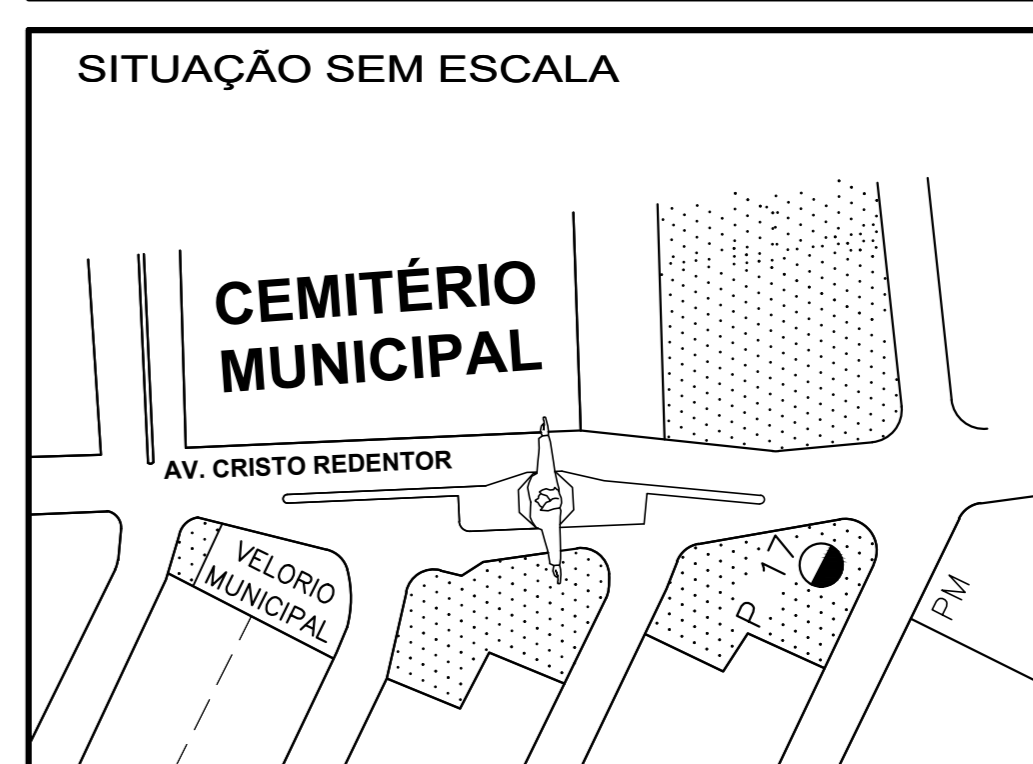 SITUAÇÃO SEM ESCALA
CEMITÉRIO
MUNICIPAL
AV. CRISTO REDENTOR
VELORIO
MUNICIPAL
17
P
PM